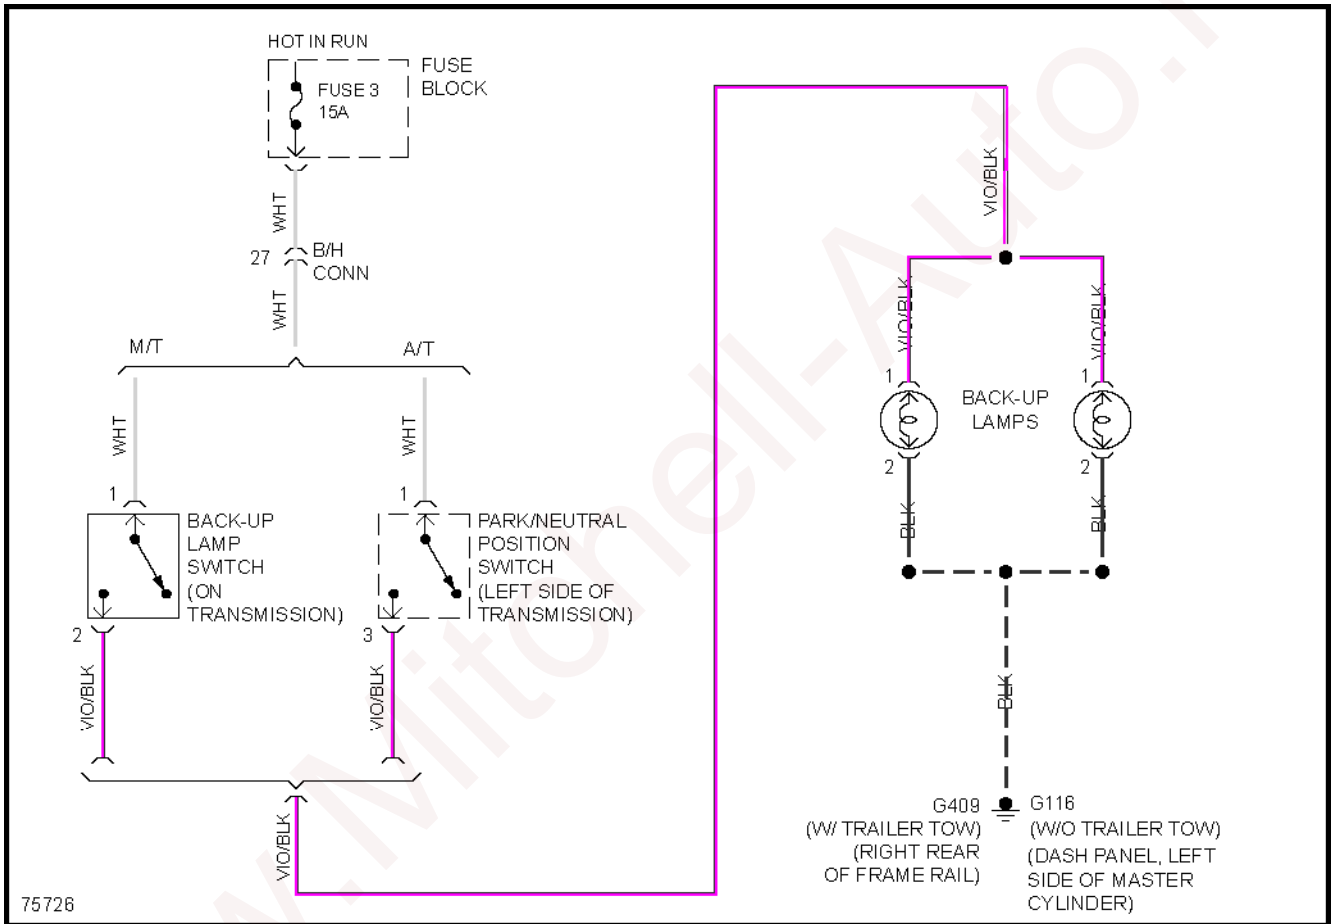 HOT IN RUN
FUSE
BLOCK
FUSE 3
15A
WHT
27
B/H
CONN
WHT
M/T
A/T
WHT
WHT
1
1
BACK-UP
LAMP
SWITCH
(ON
TRANSMISSION)
PARK/NEUTRAL
POSITION
SWITCH
(LEFT SIDE OF
TRANSMISSION)
2
3
VIO/BLK
VIO/BLK
VIO/BLK
VIO/BLK
VIO/BLK
VIO/BLK
1
1
BACK-UP
LAMPS
2
2
BLK
BLK
BLK
G409
(W/ TRAILER TOW)
(RIGHT REAR
OF FRAME RAIL)
G116
(W/O TRAILER TOW)
(DASH PANEL, LEFT
SIDE OF MASTER
CYLINDER)
75726